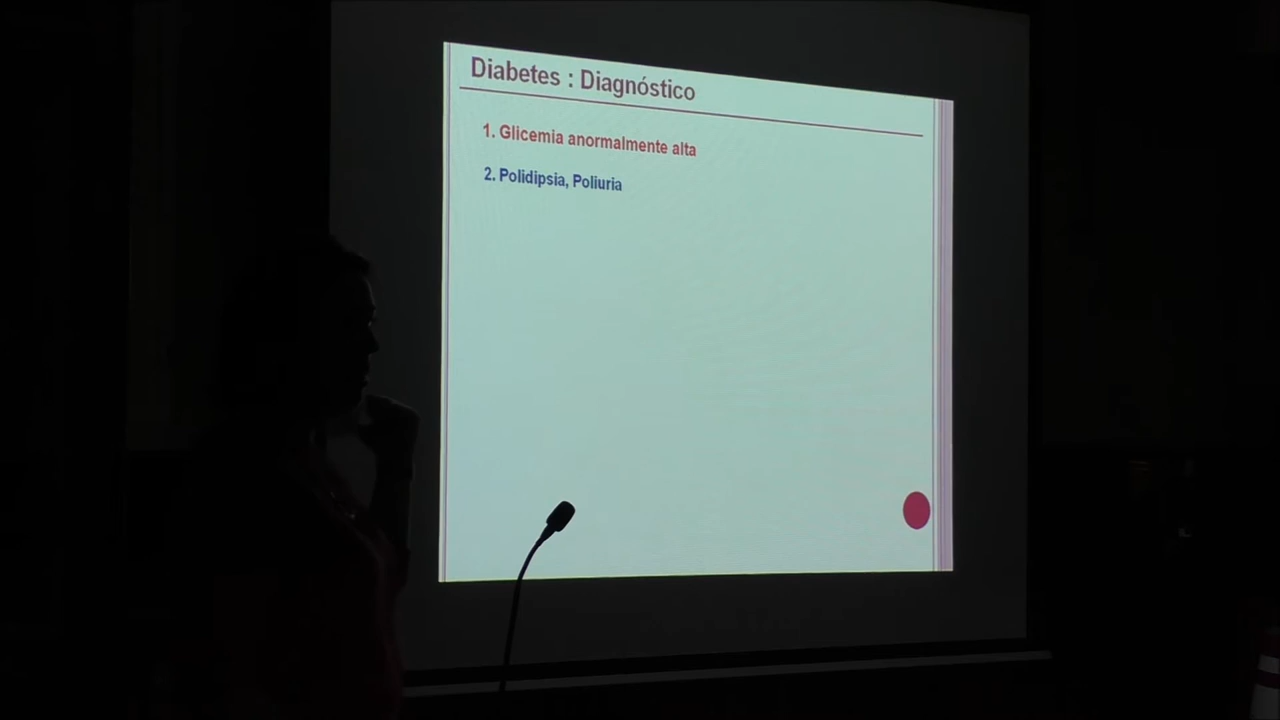 Diabetes : Diagnóstico
1. Glicemia anormalmente alta
2. Polidipsia, Poliuria